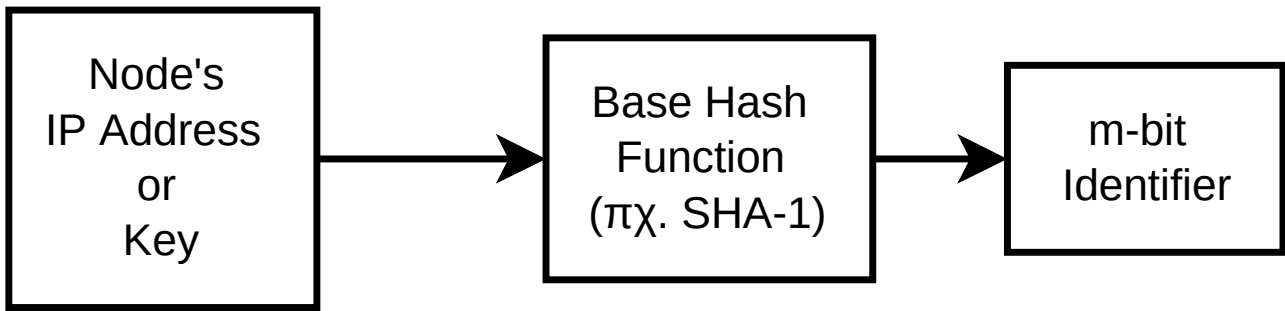 Node's
IP Address
or
Key
Base Hash
Function
(πχ. SHA-1)
m-bit
Identifier